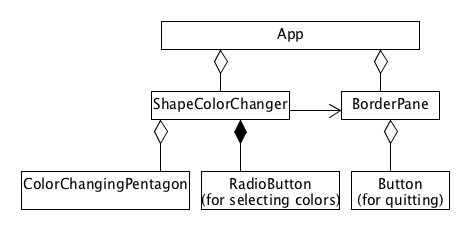 App
ShapeColorChanger
BorderPane
ColorChangingPentagon
RadioButton
(for selecting colors)
Button
(for quitting)